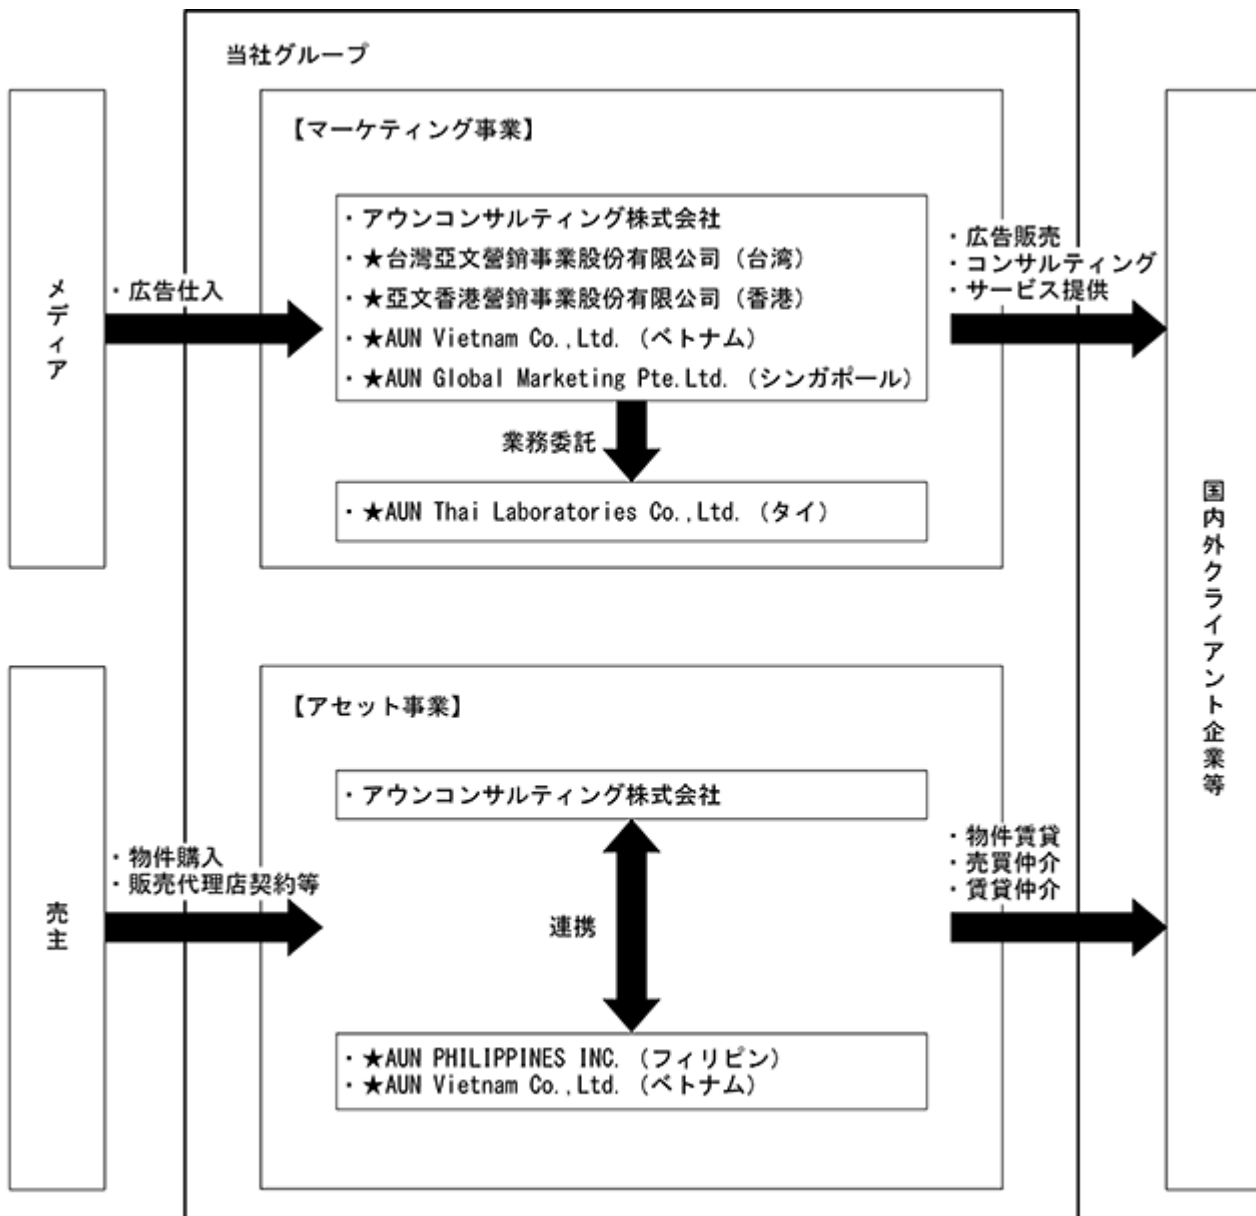 当社グループ
メディア
・広告仕入
【マーケティング事業】
・アウンコンサルティング株式会社
・★台灣亞文營銷事業股份有限公司（台湾）
・★亞文香港營銷事業股份有限公司（香港）
・★AUN Vietnam Co.,Ltd.（ベトナム）
・★AUN Global Marketing Pte.Ltd.（シンガポール）
業務委託
・★AUN Thai Laboratories Co.,Ltd.（タイ）
・広告販売
・コンサルティング
・サービス提供
国内外クライアント企業等
売主
・物件購入
・販売代理店契約等
【アセット事業】
・アウンコンサルティング株式会社
連携
・★AUN PHILIPPINES INC.（フィリピン）
・★AUN Vietnam Co.,Ltd.（ベトナム）
・物件賃貸
・売買仲介
・賃貸仲介